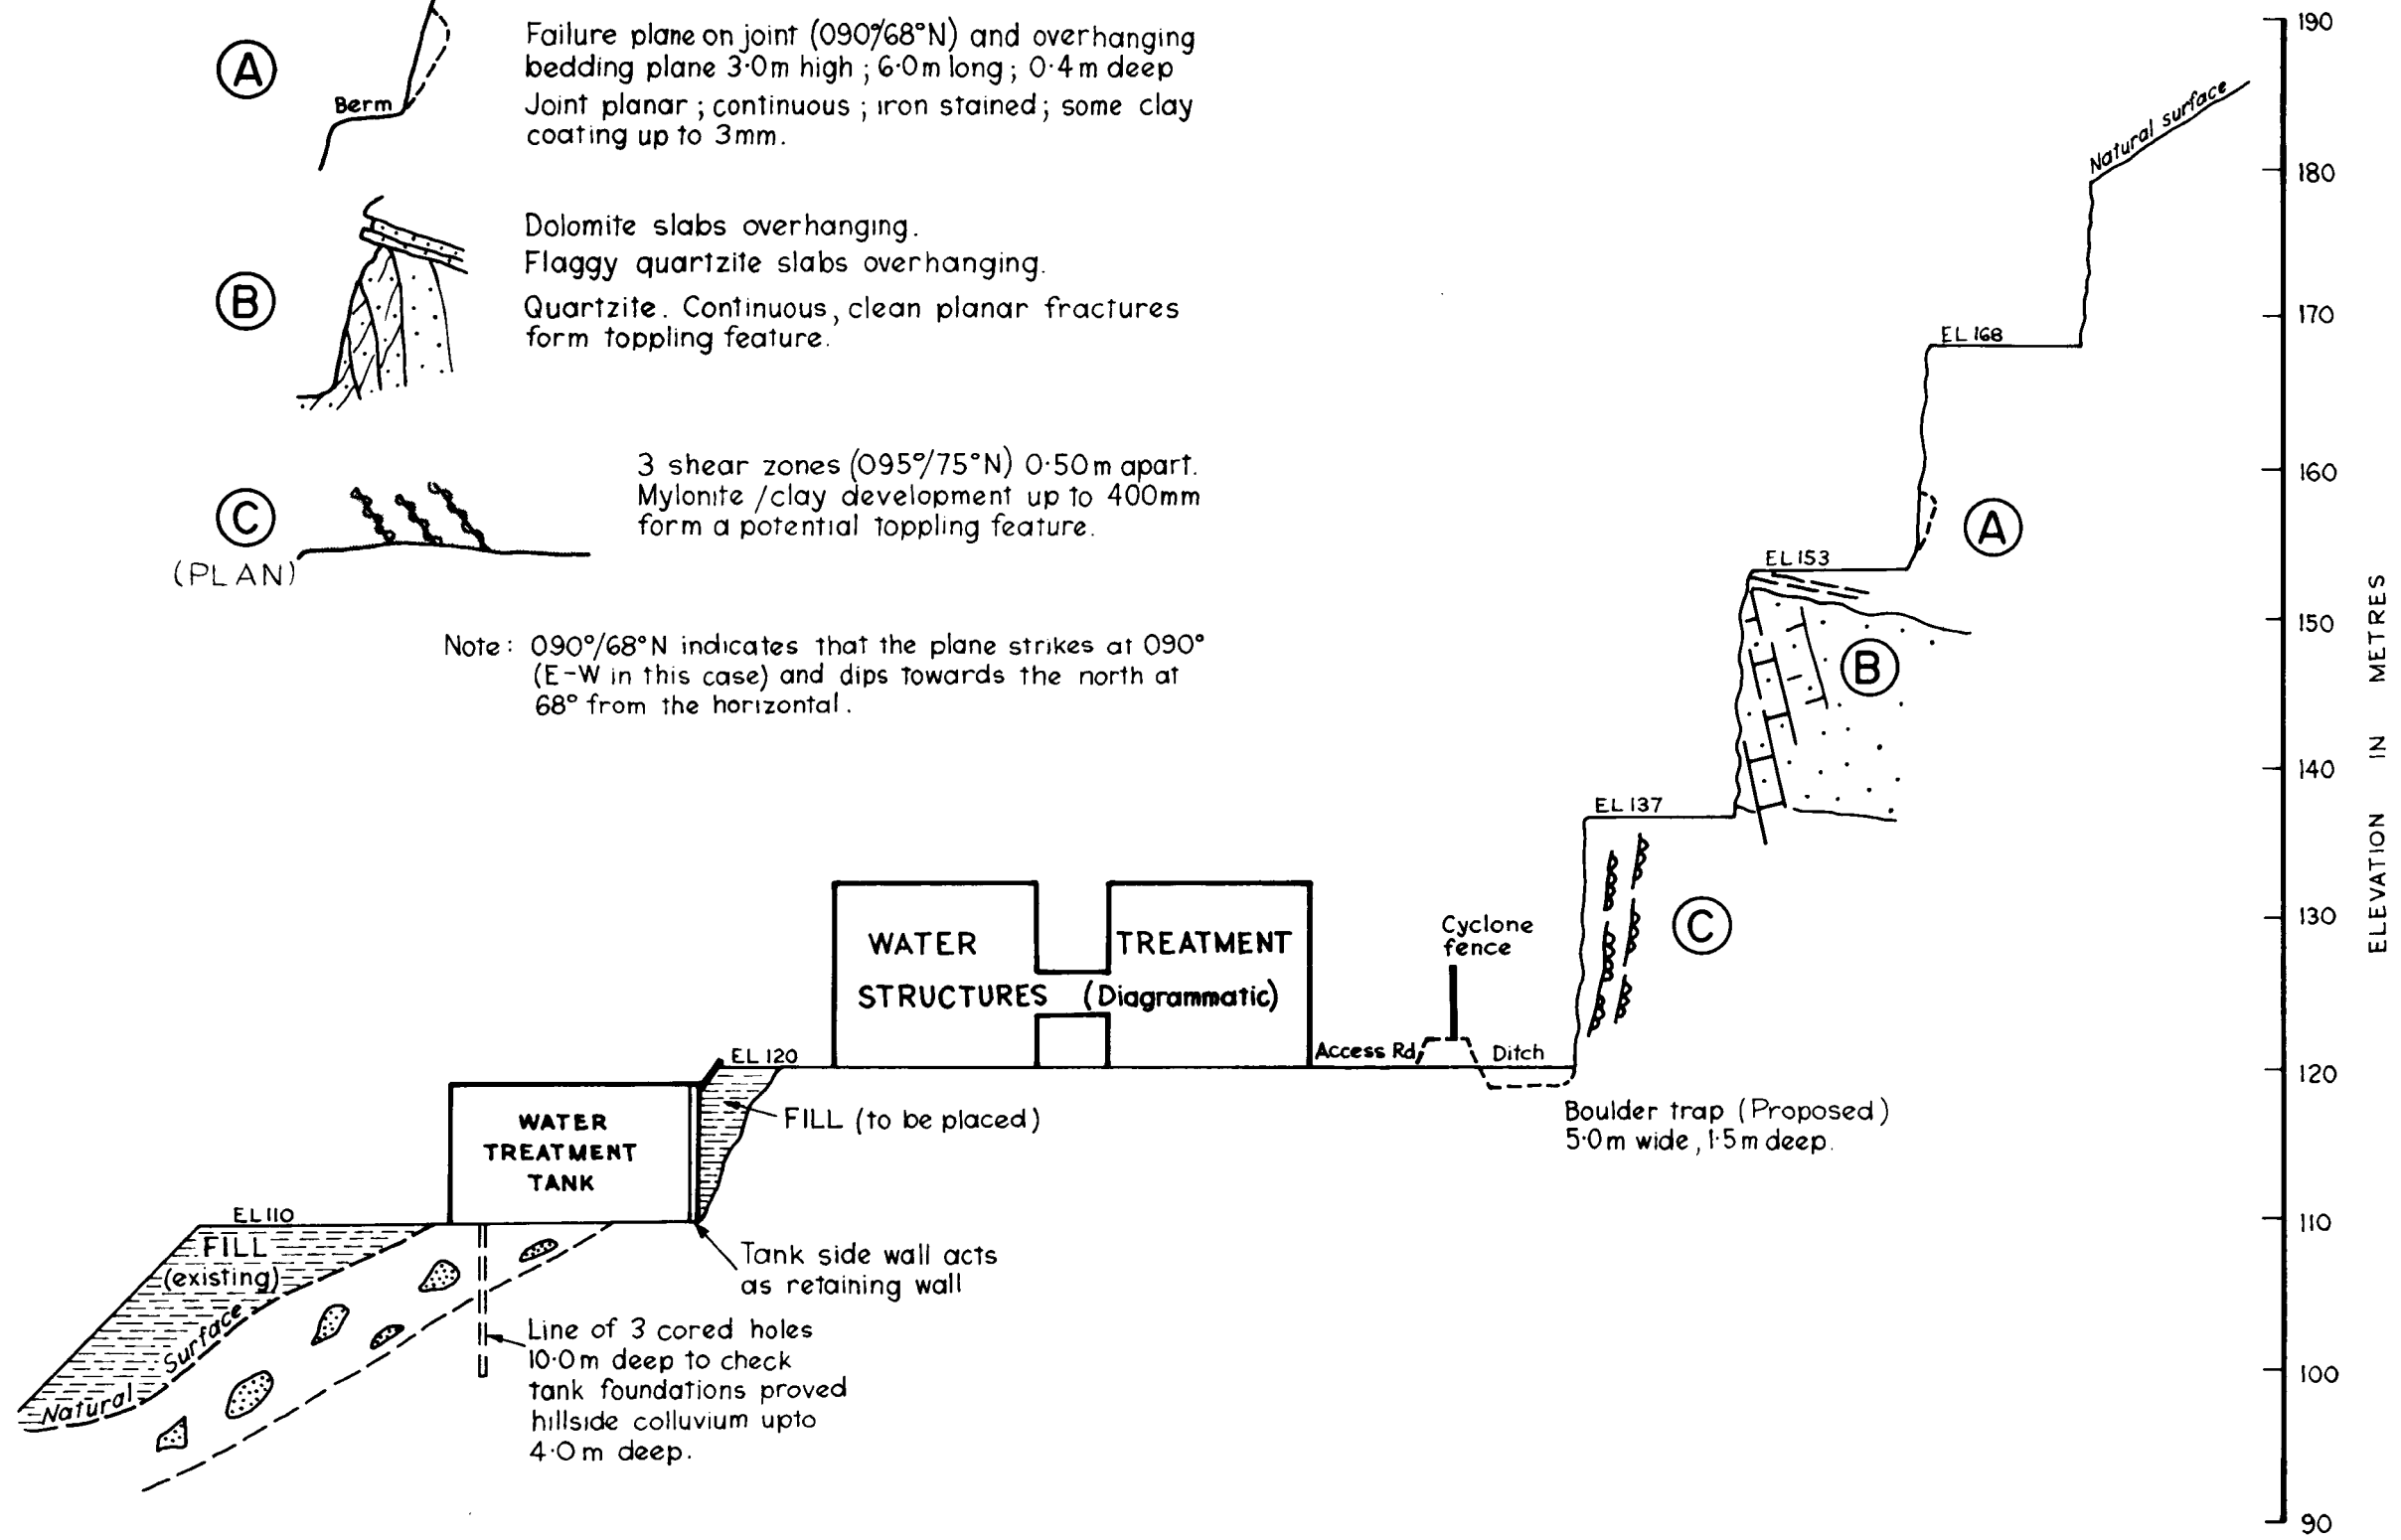 A
Berm
Failure plane on joint (090°/68°N) and overhanging
bedding plane 3·0m high ; 6·0m long ; 0·4m deep
Joint planar ; continuous ; iron stained ; some clay
coating up to 3mm.
B
Dolomite slabs overhanging.
Flaggy quartzite slabs overhanging.
Quartzite. Continuous, clean planar fractures
form toppling feature.
C
(PLAN)
3 shear zones (095°/75°N) 0·50m apart.
Mylonite /clay development up to 400mm
form a potential toppling feature.
Note : 090°/68°N indicates that the plane strikes at 090°
(E-W in this case) and dips towards the north at
68° from the horizontal.
Natural surface
EL 168
A
EL 153
B
EL 137
C
WATER TREATMENT
STRUCTURES (Diagrammatic)
Cyclone
fence
Access Rd
Ditch
EL 120
Boulder trap (Proposed)
5·0m wide, 1·5m deep.
FILL (to be placed)
WATER
TREATMENT
TANK
EL 110
FILL
(existing)
Natural Surface
Tank side wall acts
as retaining wall
Line of 3 cored holes
10·0m deep to check
tank foundations proved
hillside colluvium upto
4·0m deep.
190
180
170
160
150
140
130
120
110
100
90
ELEVATION IN METRES